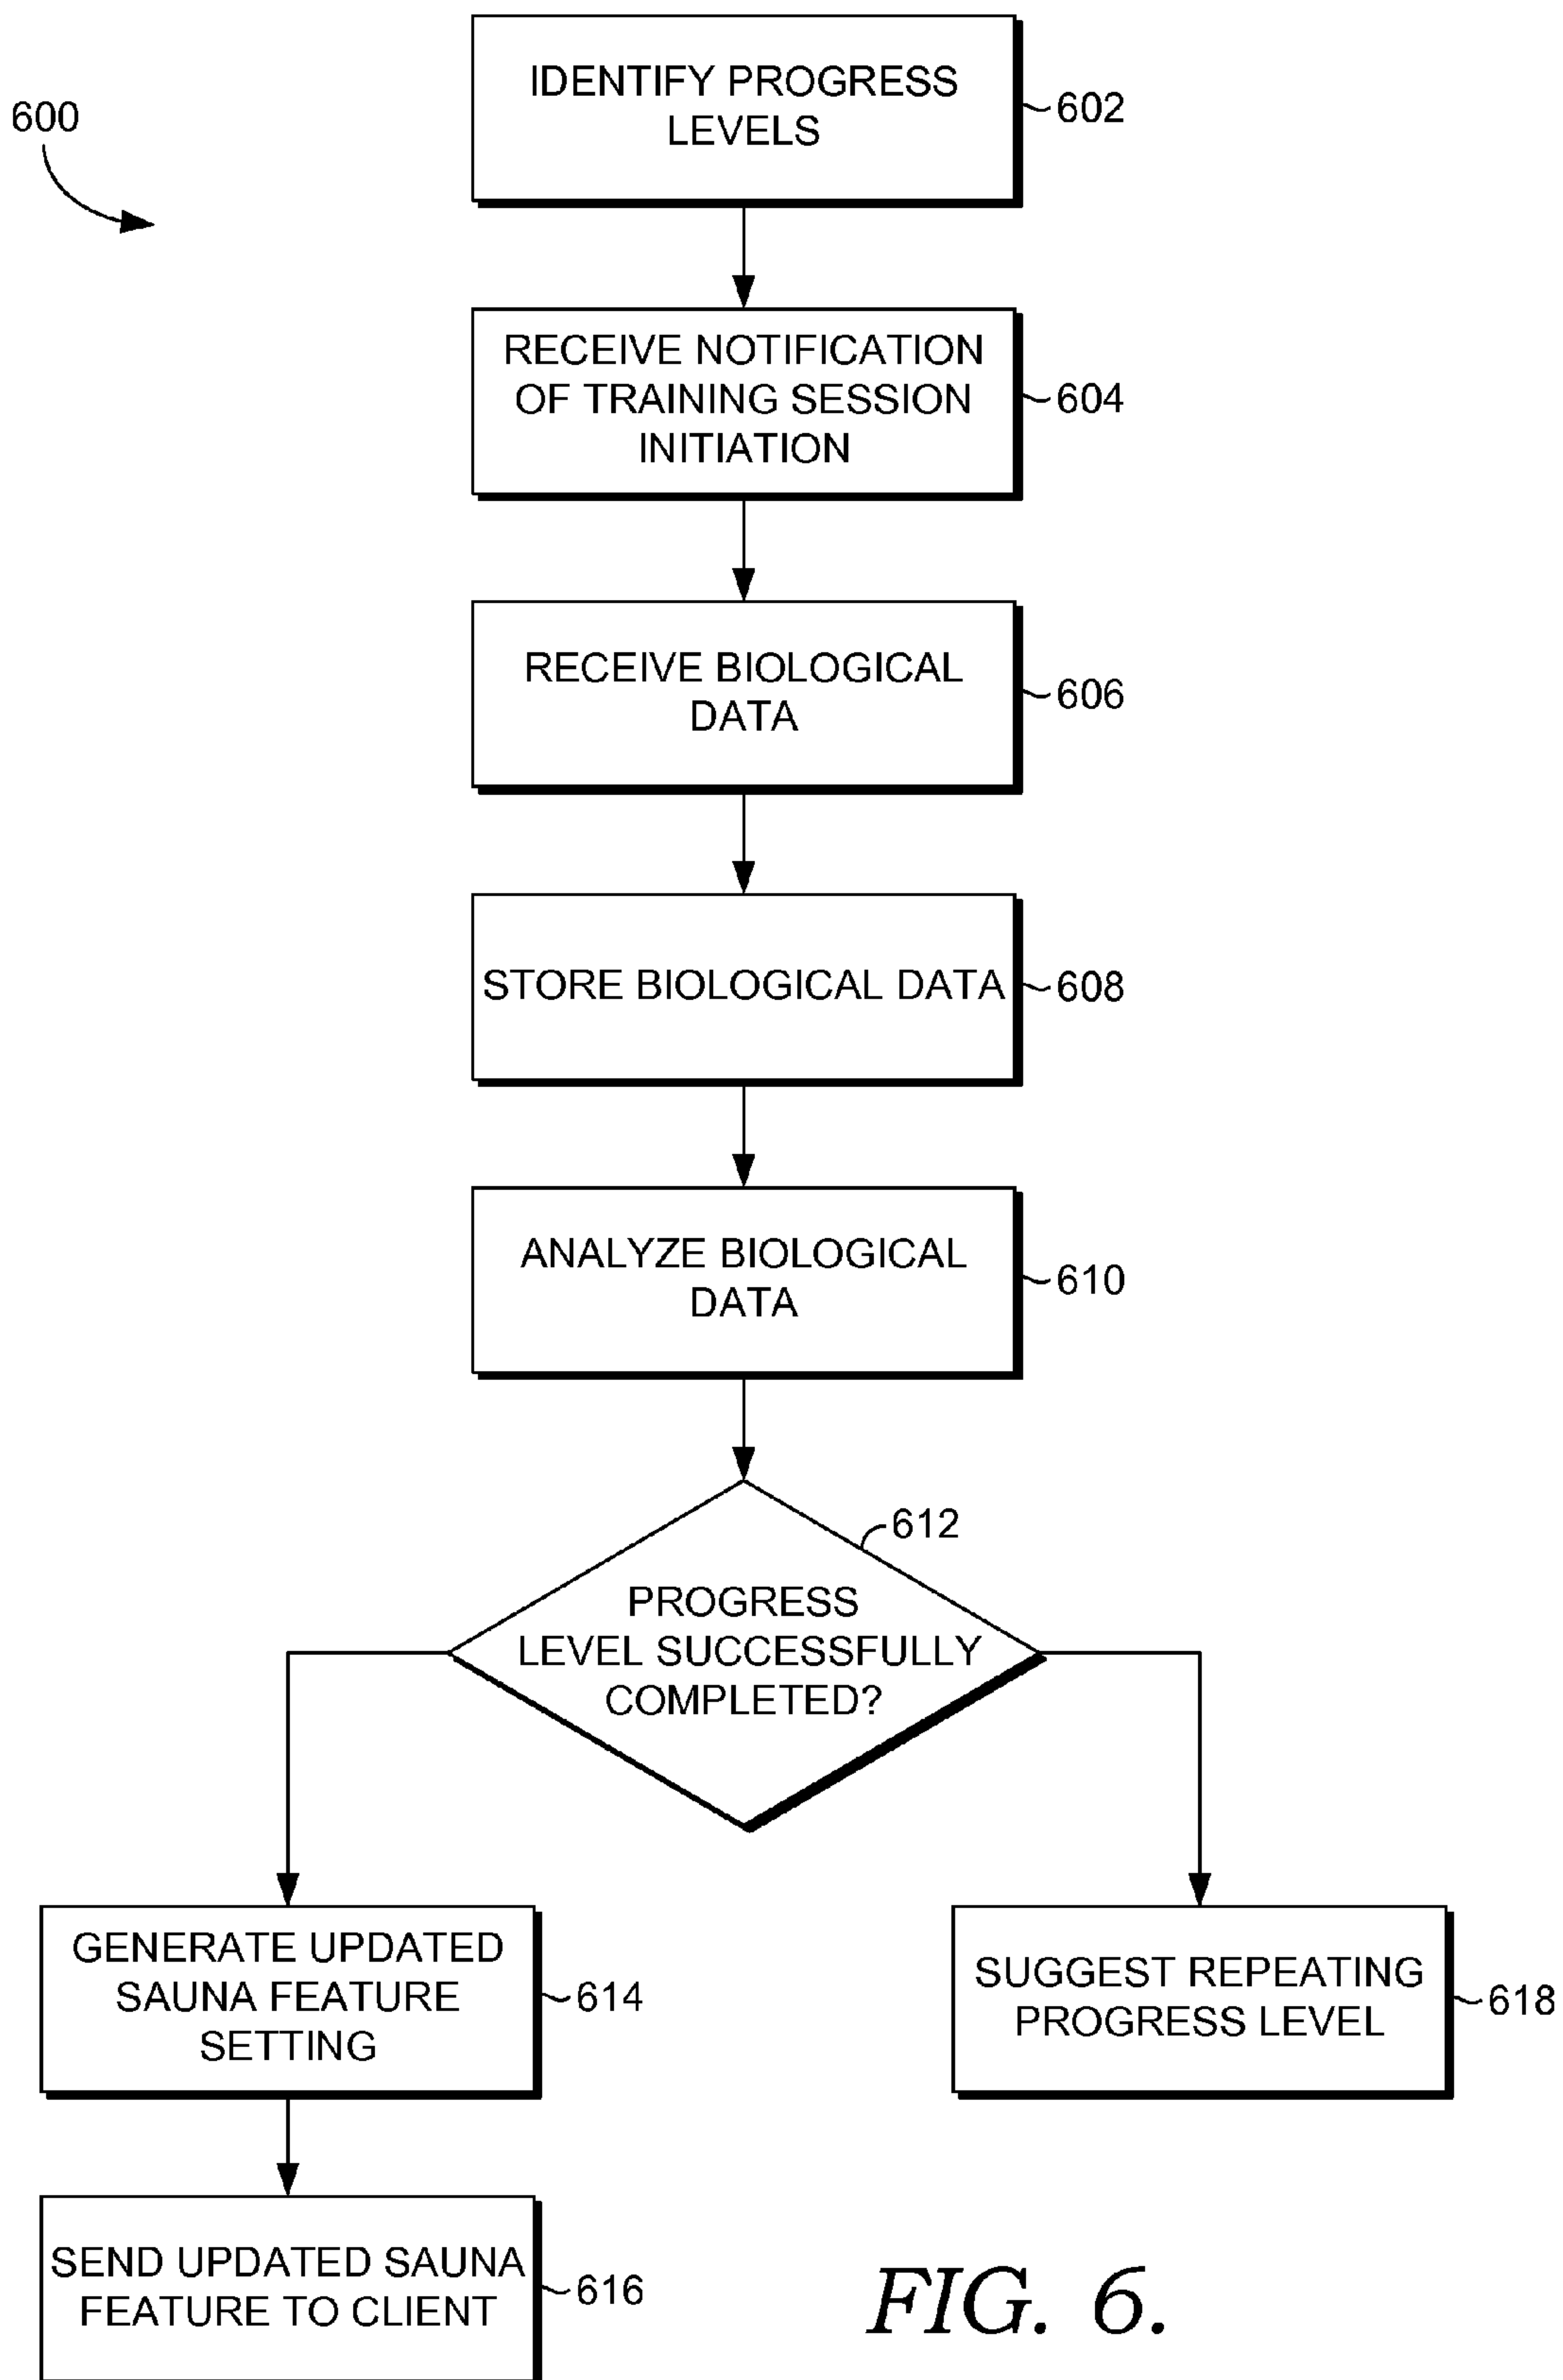 600
IDENTIFY PROGRESS
LEVELS
602
RECEIVE NOTIFICATION
OF TRAINING SESSION
INITIATION
604
RECEIVE BIOLOGICAL
DATA
606
STORE BIOLOGICAL DATA
608
ANALYZE BIOLOGICAL
DATA
610
612
PROGRESS
LEVEL SUCCESSFULLY
COMPLETED?
GENERATE UPDATED
SAUNA FEATURE
SETTING
614
SUGGEST REPEATING
PROGRESS LEVEL
618
SEND UPDATED SAUNA
FEATURE TO CLIENT
616
FIG. 6.